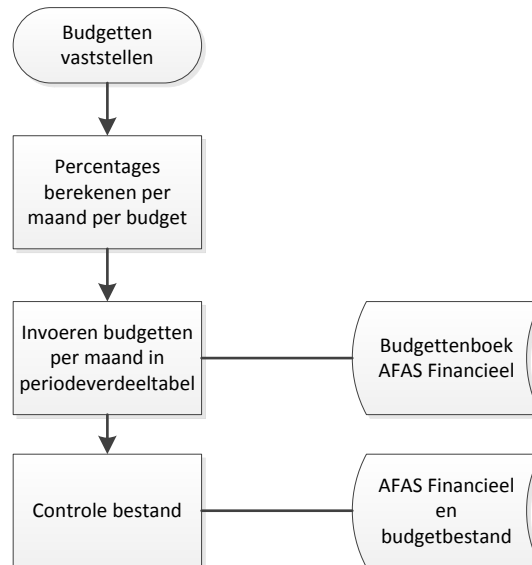 Budgetten
vaststellen
Percentages
berekenen per
maand per budget
Invoeren budgetten
per maand in
periodeverdeeltabel
Budgettenboek
AFAS Financieel
Controle bestand
AFAS Financieel
en
budgetbestand